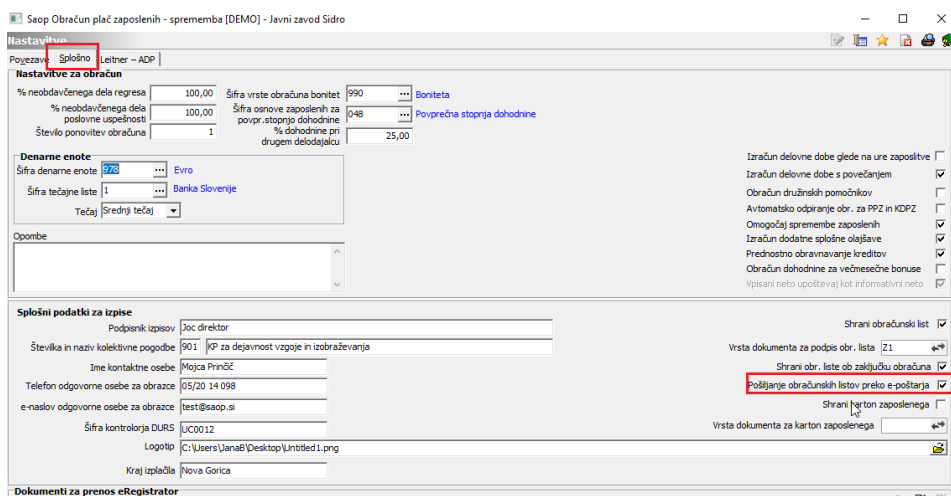 Saop Obračun plač zaposlenih - sprememba [DEMO] - Javni zavod Sidro
Nastavitve
Povezave Splošno Leitner – ADP
Nastavitve za obračun
% neobdavčenega dela regresa 100,00 Šifra vrste obračuna bonitet 990 ... Boniteta
% neobdavčenega dela poslovne uspešnosti 100,00 Šifra osnove zaposlenih za povpr.stopnjo dohodnine 048 ... Povprečna stopnja dohodnine
Število ponovitev obračuna 1 % dohodnine pri drugem delodajalcu 25,00
Denarne enote
Šifra denarne enote 978 ... Evro
Šifra tečajne liste 1 ... Banka Slovenije
Tečaj Srednji tečaj
Opombe
Izračun delovne dobe glede na ure zaposlitve
Izračun delovne dobe s povečanjem
Obračun družinskih pomočnikov
Avtomatsko odpiranje obr. za PPZ in KDPZ
Omogočaj spremembe zaposlenih
Izračun dodatne splošne olajšave
Prednostno obravnavanje kreditov
Obračun dohodnine za večmesečne bonuse
Vpisani neto upoštevaj kot informativni neto
Splošni podatki za izpise
Podpisnik izpisov Joc direktor
Številka in naziv kolektivne pogodbe 901 KP za dejavnost vzgoje in izobraževanja
Ime kontaktne osebe Mojca Prinčič
Telefon odgovorne osebe za obrazce 05/20 14 098
e-naslov odgovorne osebe za obrazce test@saop.si
Šifra kontrolorja DURS UC0012
Logotip C:\Users\JanaB\Desktop\Untitled1.png
Kraj izplačila Nova Gorica
Shrani obračunski list
Vrsta dokumenta za podpis obr. lista Z1
Shrani obr. liste ob zaključku obračuna
Pošiljanje obračunskih listov preko e-poštarja
Shrani karton zaposlenega
Vrsta dokumenta za karton zaposlenega
Dokumenti za prenos eRegistrator